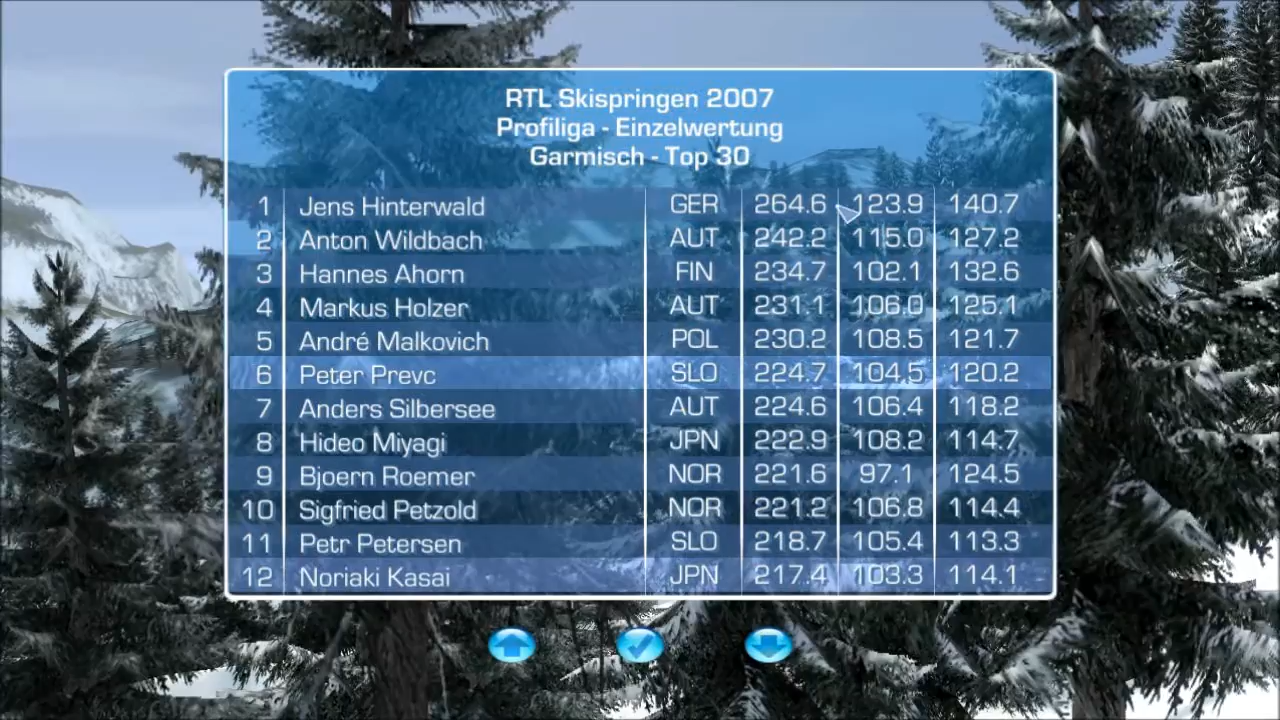 RTL Skispringen 2007
Profiliga - Einzelwertung
Garmisch - Top 30
1 Jens Hinterwald GER 264.6 123.9 140.7
2 Anton Wildbach AUT 242.2 115.0 127.2
3 Hannes Ahorn FIN 234.7 102.1 132.6
4 Markus Holzer AUT 231.1 106.0 125.1
5 André Malkovich POL 230.2 108.5 121.7
6 Peter Prevc SLO 224.7 104.5 120.2
7 Anders Silbersee AUT 224.6 106.4 118.2
8 Hideo Miyagi JPN 222.9 108.2 114.7
9 Bjoern Roemer NOR 221.6 97.1 124.5
10 Sigfried Petzold NOR 221.2 106.8 114.4
11 Petr Petersen SLO 218.7 105.4 113.3
12 Noriaki Kasai JPN 217.4 103.3 114.1